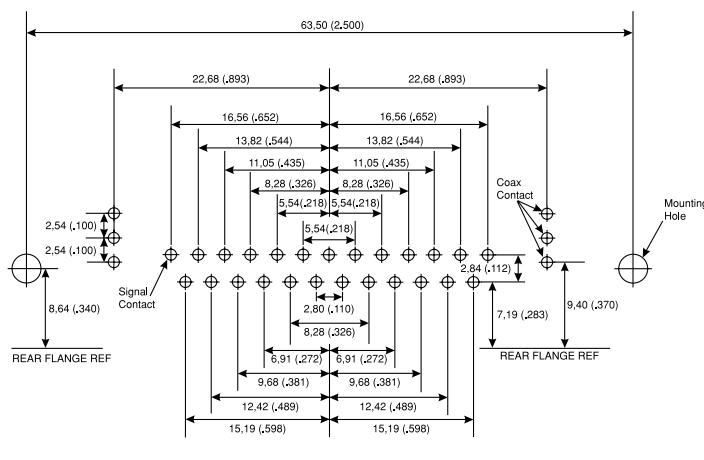 63,50 (2.500)
22,68 (.893) 22,68 (.893)
16,56 (.652) 16,56 (.652)
13,82 (.544) 13,82 (.544)
11,05 (.435) 11,05 (.435)
8,28 (.326) 8,28 (.326)
5,54(.218) 5,54(.218)
5,54(.218)
Coax
Contact
Mounting
Hole
2,54 (.100)
2,54 (.100)
Signal
Contact
2,84 (.112)
8,64 (.340)
2,80 (.110)
7,19 (.283)
9,40 (.370)
8,28 (.326)
REAR FLANGE REF
6,91 (.272) 6,91 (.272)
REAR FLANGE REF
9,68 (.381) 9,68 (.381)
12,42 (.489) 12,42 (.489)
15,19 (.598) 15,19 (.598)